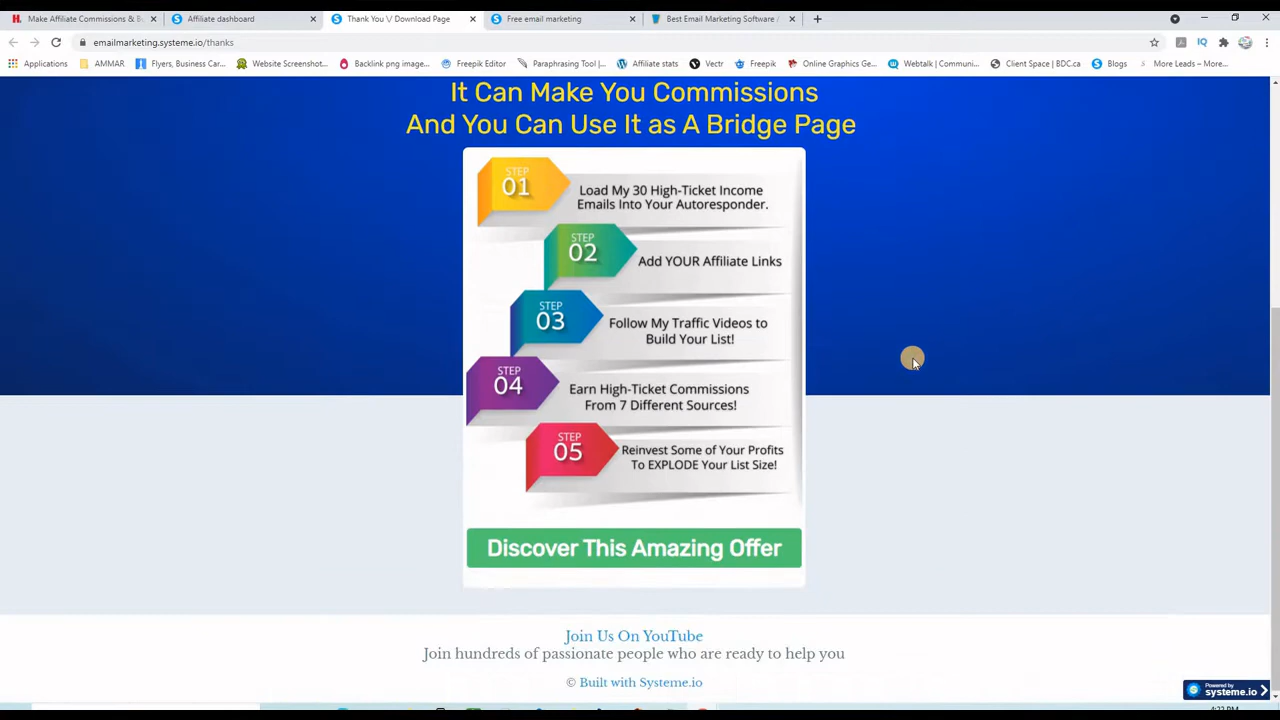 Make Affiliate Commissions & Bu
Affiliate dashboard
Thank You \/ Download Page
Free email marketing
Best Email Marketing Software /
emailmarketing.systeme.io/thanks
Applications
AMMAR
Flyers, Business Car...
Website Screenshot...
Backlink png image...
Freepik Editor
Paraphrasing Tool |...
Affiliate stats
Vectr
Freepik
Online Graphics Ge...
Webtalk | Communi...
Client Space | BDC.ca
Blogs
More Leads – More...
It Can Make You Commissions
And You Can Use It as A Bridge Page
STEP
01
Load My 30 High-Ticket Income
Emails Into Your Autoresponder.
STEP
02
Add YOUR Affiliate Links
STEP
03
Follow My Traffic Videos to
Build Your List!
STEP
04
Earn High-Ticket Commissions
From 7 Different Sources!
STEP
05
Reinvest Some of Your Profits
To EXPLODE Your List Size!
Discover This Amazing Offer
Join Us On YouTube
Join hundreds of passionate people who are ready to help you
© Built with Systeme.io
Powered by
systeme.io